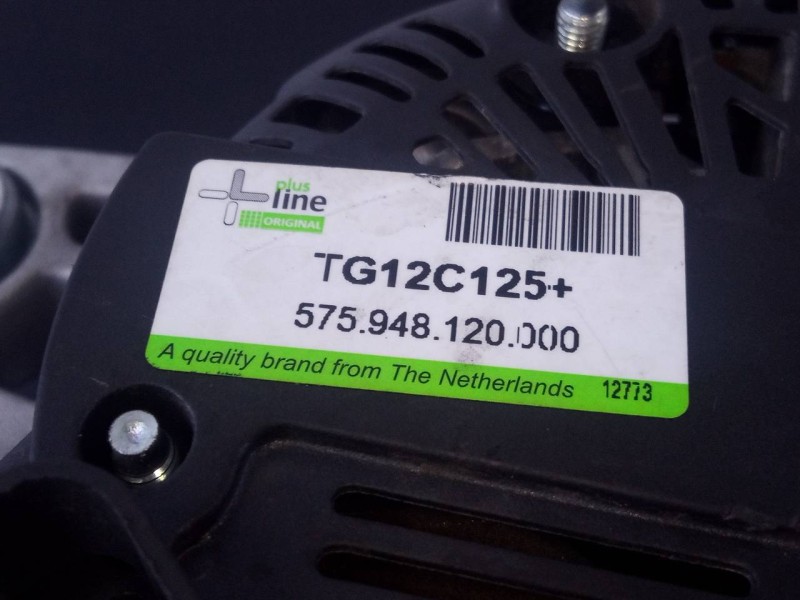 plus
line
ORIGINAL
TG12C125+
575.948.120.000
A quality brand from The Netherlands 12773